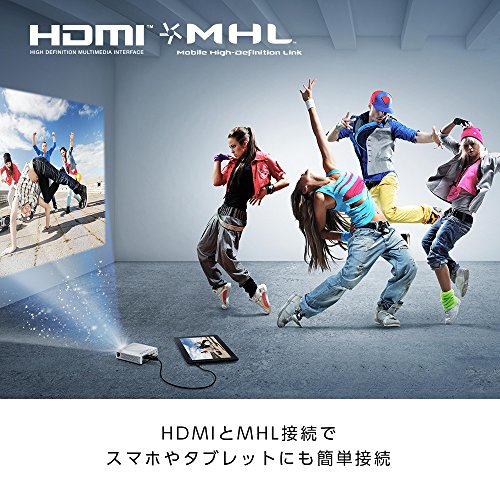 HDMI™
HIGH DEFINITION MULTIMEDIA INTERFACE
MHL™
Mobile High-Definition Link
HDMIとMHL接続で
スマホやタブレットにも簡単接続